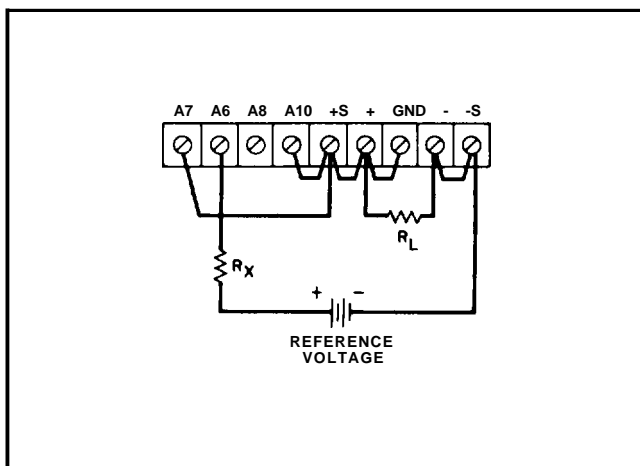 A7 A6 A8 A10 +S + GND - -S
R_L
R_X
+ -
REFERENCE
VOLTAGE